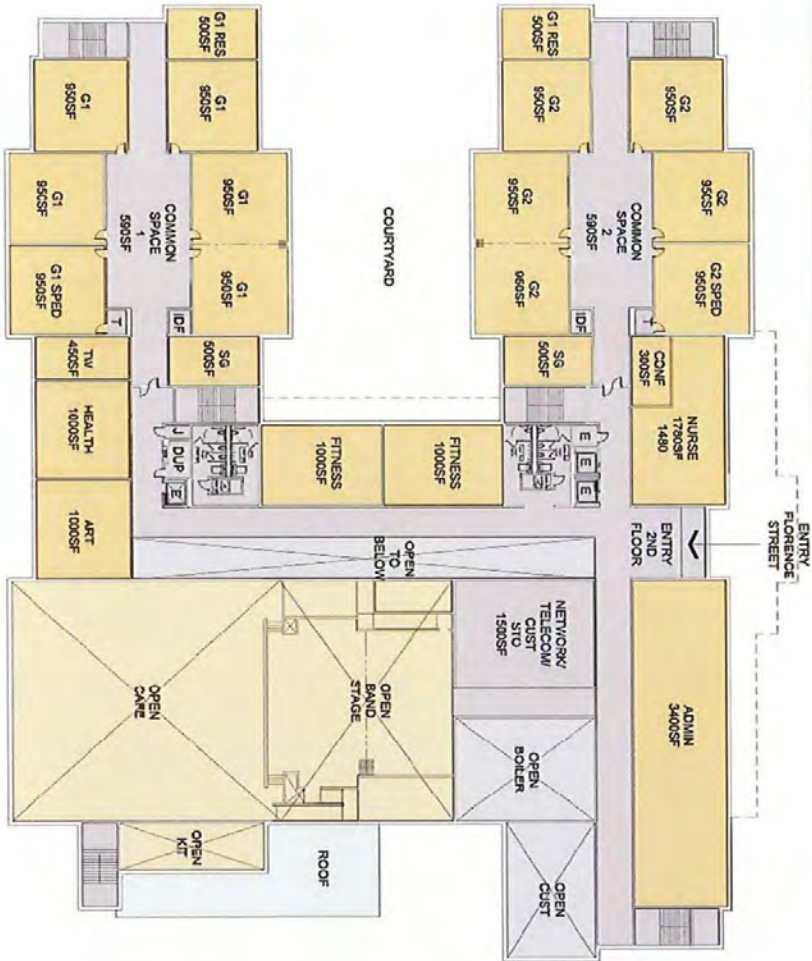 G1 RES
500SF
G1
950SF
G1
950SF
G1
950SF
G1
950SF
G1
950SF
G1 SPED
950SF
COMMON
SPACE
1
590SF
T
IDF
TW
450SF
SG
500SF
HEALTH
1000SF
ART
1000SF
J
DUP
E
COURTYARD
FITNESS
1000SF
FITNESS
1000SF
G1 RES
500SF
G2
950SF
G2
950SF
G2
950SF
G2
950SF
G2
950SF
G2 SPED
950SF
COMMON
SPACE
2
590SF
IDF
T
SG
500SF
CONF
300SF
NURSE
1780SF
1480
E
E
E
ENTRY
2ND
FLOOR
ENTRY
FLORENCE
STREET
OPEN
TO
BELOW
NETWORK/
TELECOM/
CUST
STO
1500SF
ADMIN
3400SF
OPEN
CAFE
OPEN
BAND
STAGE
OPEN
BOILER
OPEN
KIT
ROOF
OPEN
CUST